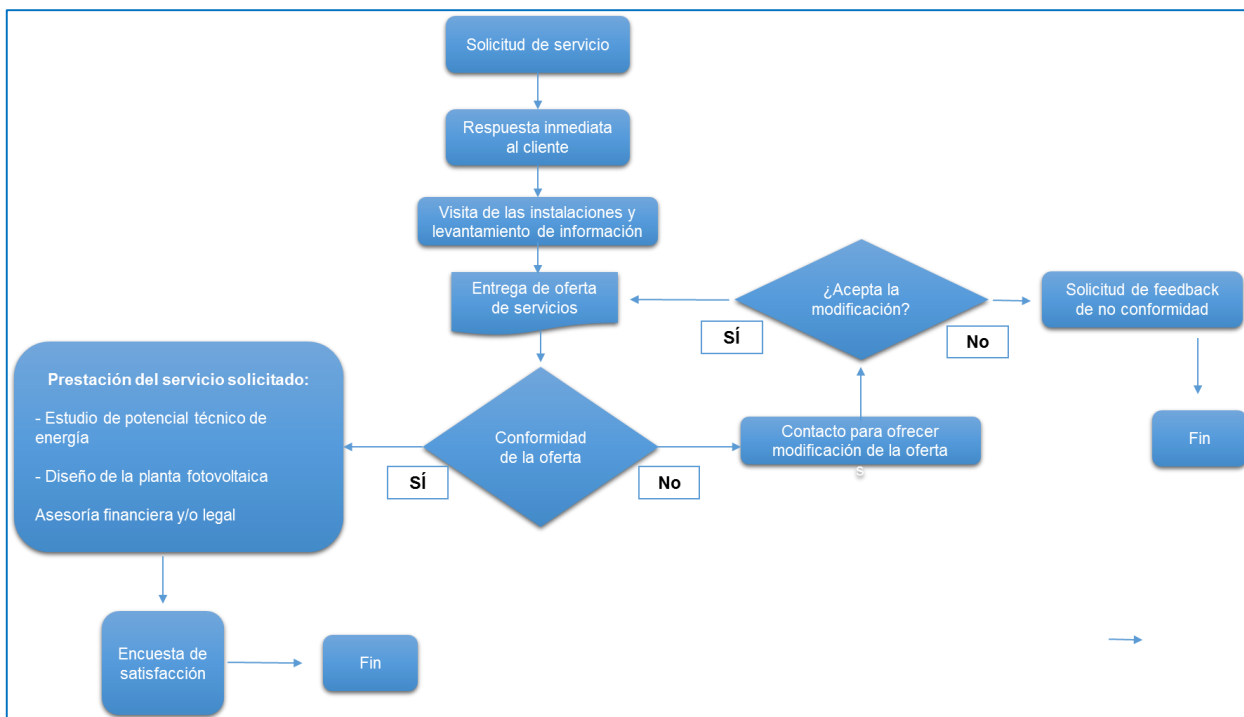 Solicitud de servicio
Respuesta inmediata
al cliente
Visita de las instalaciones y
levantamiento de información
Entrega de oferta
de servicios
¿Acepta la
modificación?
Solicitud de feedback
de no conformidad
SÍ
No
Prestación del servicio solicitado:
- Estudio de potencial técnico de
energía
- Diseño de la planta fotovoltaica
Asesoría financiera y/o legal
Conformidad
de la oferta
Contacto para ofrecer
modificación de la oferta
s
Fin
SÍ
No
Encuesta de
satisfacción
Fin